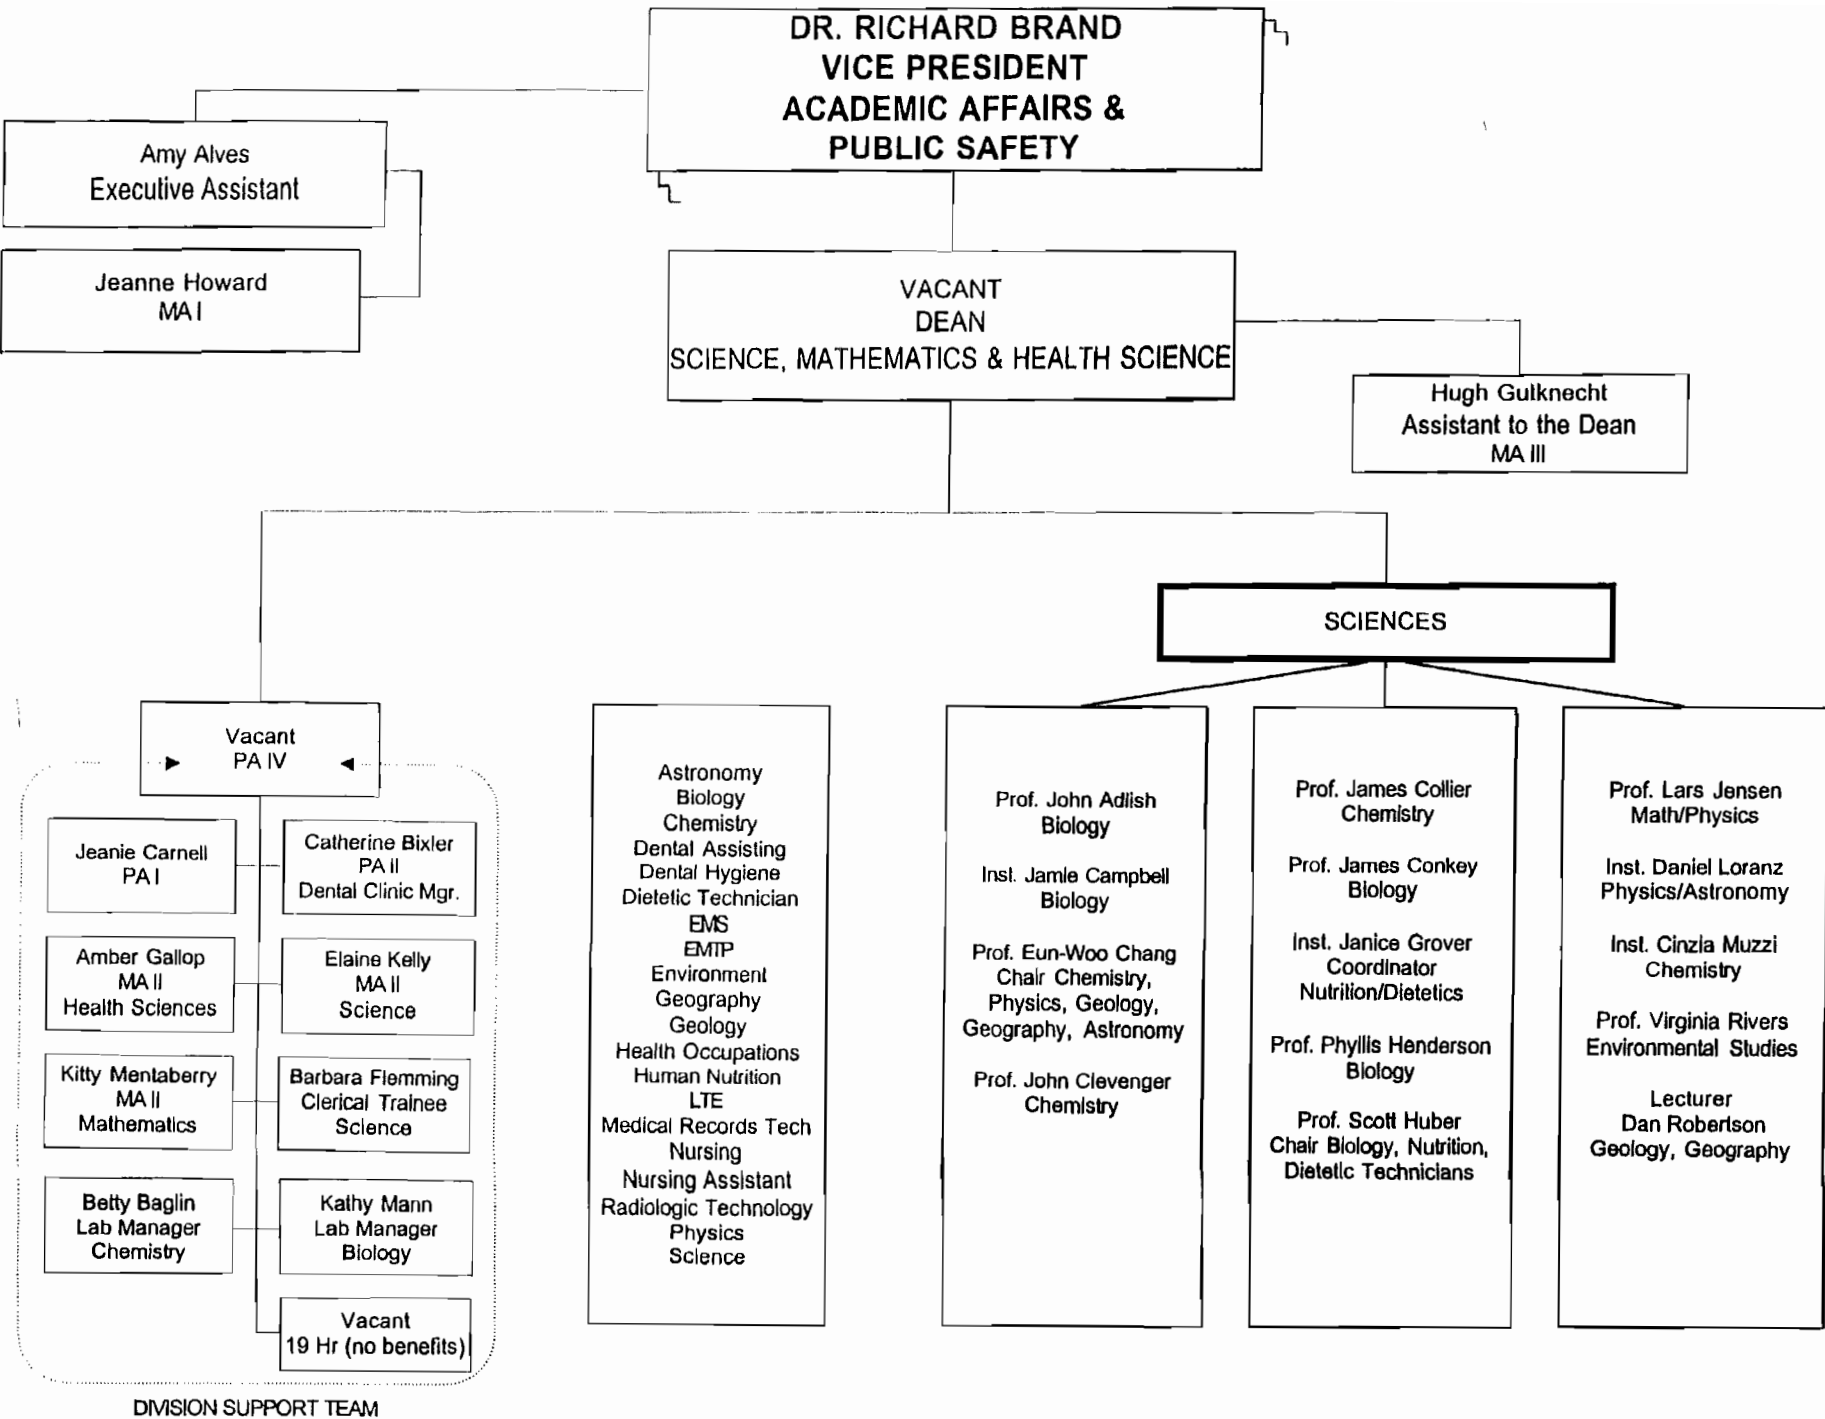 DR. RICHARD BRAND
VICE PRESIDENT
ACADEMIC AFFAIRS &
PUBLIC SAFETY
Amy Alves
Executive Assistant
Jeanne Howard
MA I
VACANT
DEAN
SCIENCE, MATHEMATICS & HEALTH SCIENCE
Hugh Gutknecht
Assistant to the Dean
MA III
SCIENCES
Vacant
PA IV
Jeanie Carnell
PA I
Catherine Bixler
PA II
Dental Clinic Mgr.
Amber Gallop
MA II
Health Sciences
Elaine Kelly
MA II
Science
Kitty Mentaberry
MA II
Mathematics
Barbara Flemming
Clerical Trainee
Science
Betty Baglin
Lab Manager
Chemistry
Kathy Mann
Lab Manager
Biology
Vacant
19 Hr (no benefits)
DIVISION SUPPORT TEAM
Astronomy
Biology
Chemistry
Dental Assisting
Dental Hygiene
Dietetic Technician
EMS
EMTP
Environment
Geography
Geology
Health Occupations
Human Nutrition
LTE
Medical Records Tech
Nursing
Nursing Assistant
Radiologic Technology
Physics
Science
Prof. John Adlish
Biology
Inst. Jamie Campbell
Biology
Prof. Eun-Woo Chang
Chair Chemistry,
Physics, Geology,
Geography, Astronomy
Prof. John Clevenger
Chemistry
Prof. James Collier
Chemistry
Prof. James Conkey
Biology
Inst. Janice Grover
Coordinator
Nutrition/Dietetics
Prof. Phyllis Henderson
Biology
Prof. Scott Huber
Chair Biology, Nutrition,
Dietetic Technicians
Prof. Lars Jensen
Math/Physics
Inst. Daniel Loranz
Physics/Astronomy
Inst. Cinzia Muzzi
Chemistry
Prof. Virginia Rivers
Environmental Studies
Lecturer
Dan Robertson
Geology, Geography